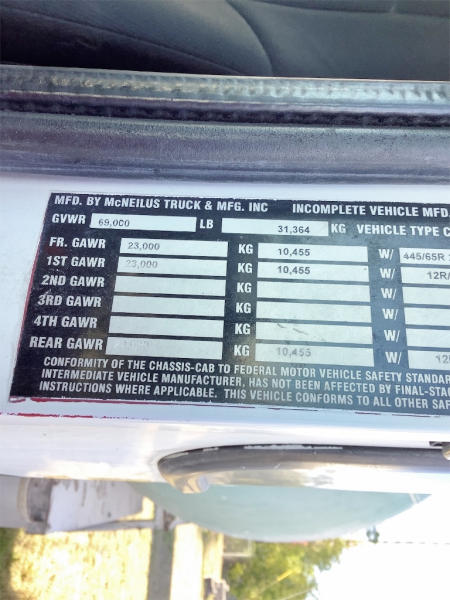 MFD. BY McNEILUS TRUCK & MFG. INC INCOMPLETE VEHICLE MFD.
GVWR 69,000 LB 31,364 KG VEHICLE TYPE
FR. GAWR 23,000 KG 10,455 W/ 445/65R
1ST GAWR 23,000 KG 10,455 W/ 12R/
2ND GAWR KG W/
3RD GAWR KG W/
4TH GAWR KG W/
REAR GAWR KG 10,455 W/
CONFORMITY OF THE CHASSIS-CAB TO FEDERAL MOTOR VEHICLE SAFETY STANDAR
INTERMEDIATE VEHICLE MANUFACTURER, HAS NOT BEEN AFFECTED BY FINAL-STA
INSTRUCTIONS WHERE APPLICABLE. THIS VEHICLE CONFORMS TO ALL OTHER SAF